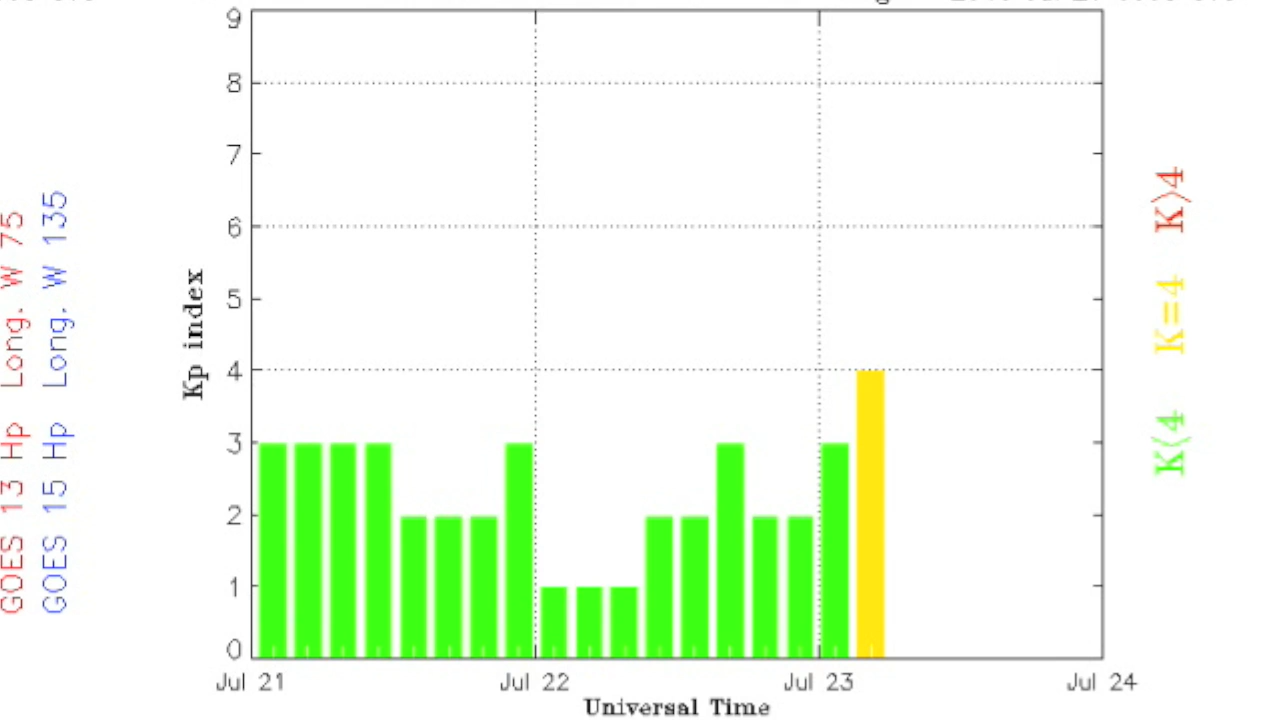 GOES 13 Hp Long. W 75
GOES 15 Hp Long. W 135
Kp index
9
8
7
6
5
4
3
2
1
0
Jul 21
Jul 22
Jul 23
Jul 24
Universal Time
K<4 K=4 K>4